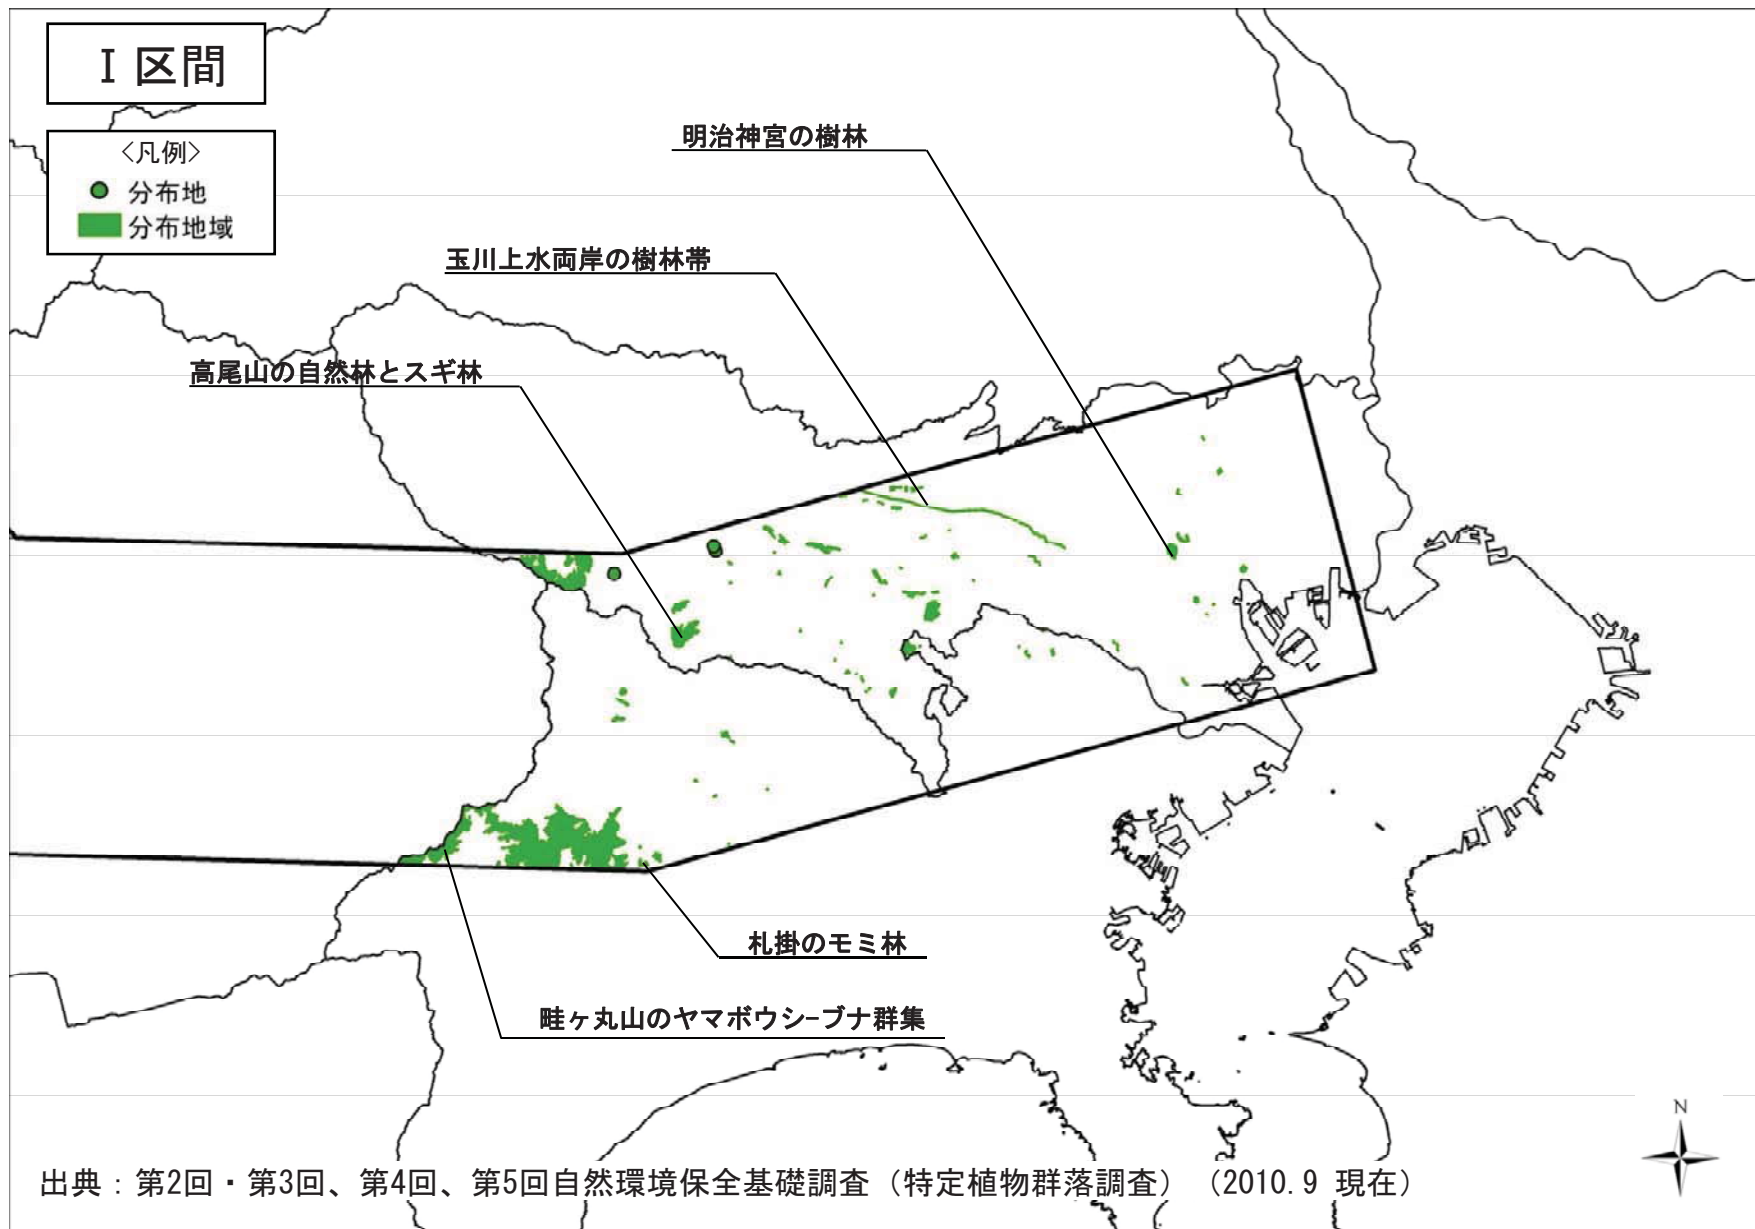 Ⅰ 区間
<凡例>
分布地
分布地域
明治神宮の樹林
玉川上水両岸の樹林帯
高尾山の自然林とスギ林
札掛のモミ林
畦ヶ丸山のヤマボウシ-ブナ群集
N
出典：第2回・第3回、第4回、第5回自然環境保全基礎調査（特定植物群落調査）（2010.9 現在）